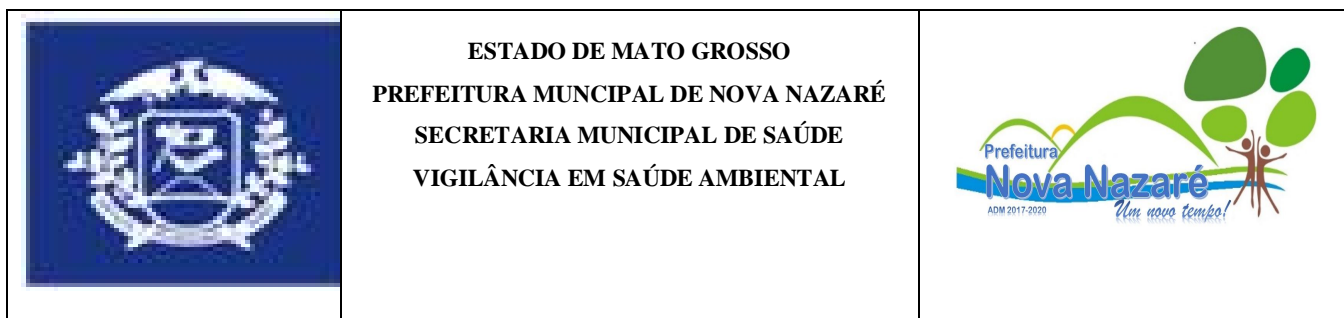 ESTADO DE MATO GROSSO
PREFEITURA MUNCIPAL DE NOVA NAZARÉ
SECRETARIA MUNICIPAL DE SAÚDE
VIGILÂNCIA EM SAÚDE AMBIENTAL
Prefeitura
Nova Nazaré
ADM 2017-2020
Um novo tempo!